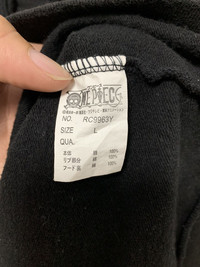 ONE PIECE
NO. RC9983Y
SIZE L
QUA.
本体 綿 100%
リブ部分 綿 100%
フード裏 綿 100%